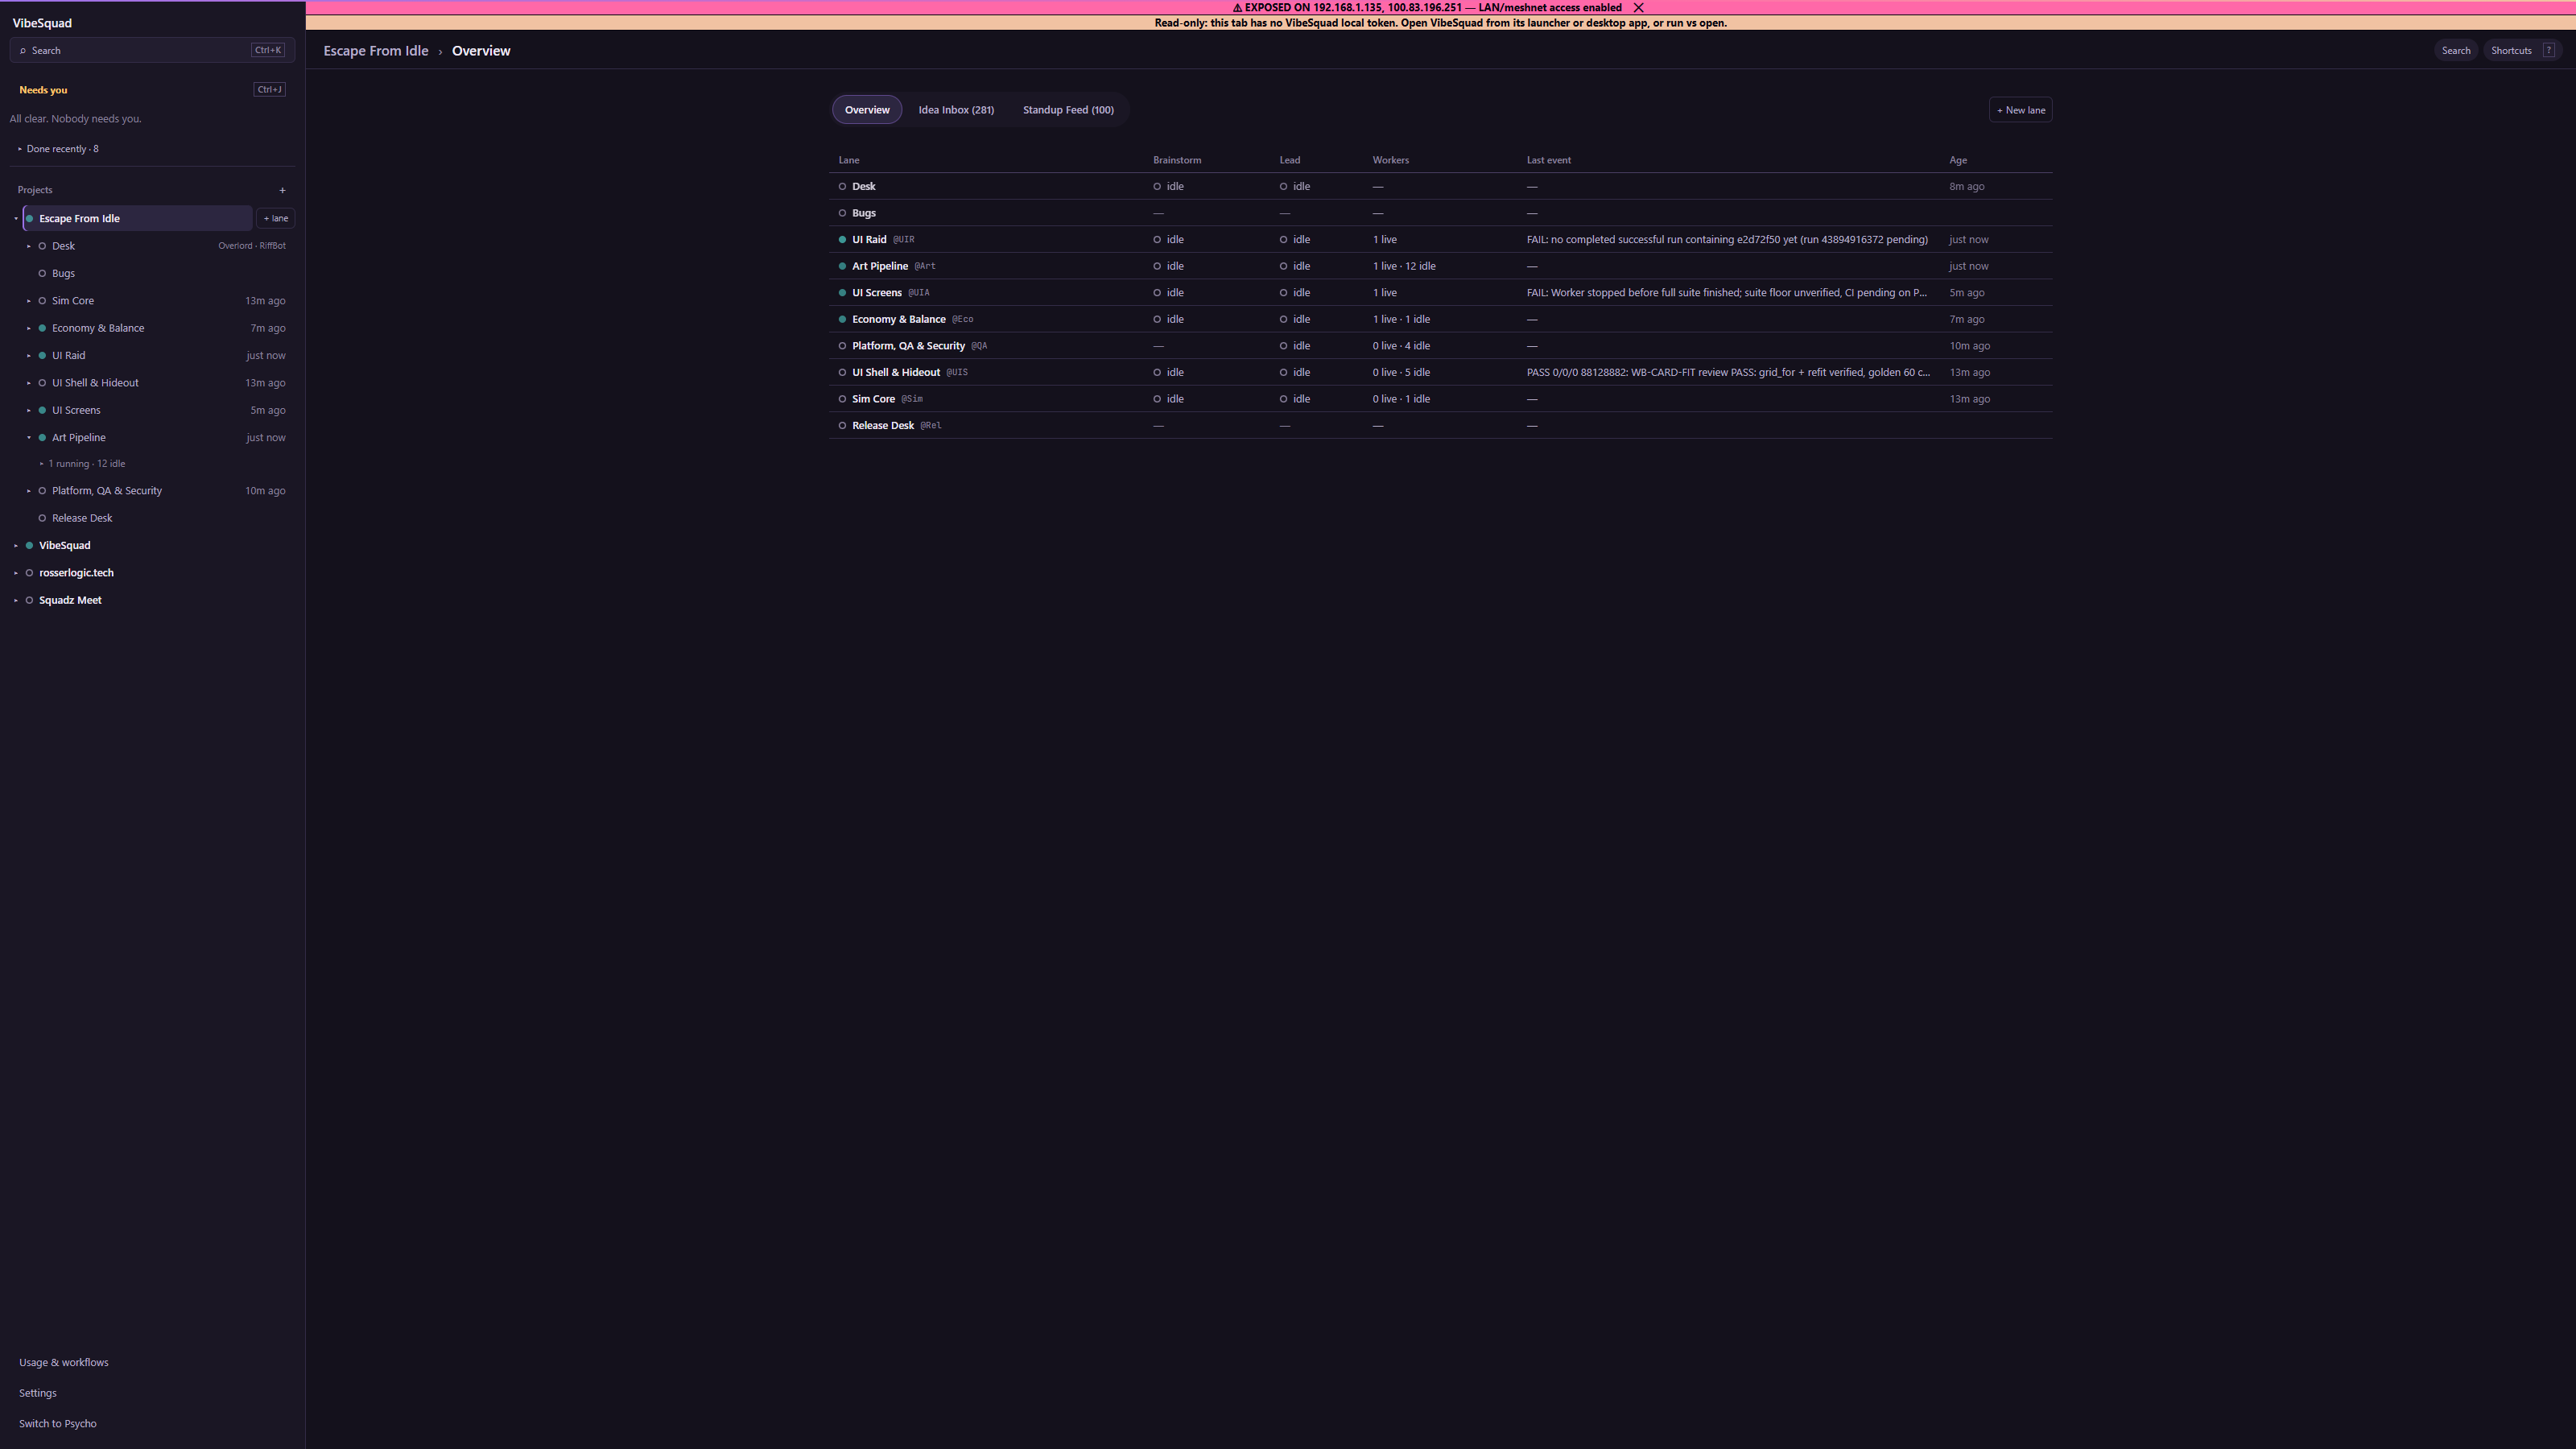 VibeSquad
Search Ctrl+K
Needs you Ctrl+J
All clear. Nobody needs you.
Done recently · 8
Projects +
Escape From Idle + lane
Desk Overlord · RiffBot
Bugs
Sim Core 13m ago
Economy & Balance 7m ago
UI Raid just now
UI Shell & Hideout 13m ago
UI Screens 5m ago
Art Pipeline just now
1 running · 12 idle
Platform, QA & Security 10m ago
Release Desk
VibeSquad
rosserlogic.tech
Squadz Meet
Usage & workflows
Settings
Switch to Psycho
⚠ EXPOSED ON 192.168.1.135, 100.83.196.251 — LAN/meshnet access enabled
Read-only: this tab has no VibeSquad local token. Open VibeSquad from its launcher or desktop app, or run vs open.
Escape From Idle › Overview Search Shortcuts ?
Overview Idea Inbox (281) Standup Feed (100) + New lane
Lane Brainstorm Lead Workers Last event Age
Desk idle idle — — 8m ago
Bugs — — — —
UI Raid @UIR idle idle 1 live FAIL: no completed successful run containing e2d72f50 yet (run 43894916372 pending) just now
Art Pipeline @Art idle idle 1 live · 12 idle — just now
UI Screens @UIA idle idle 1 live FAIL: Worker stopped before full suite finished; suite floor unverified, CI pending on P... 5m ago
Economy & Balance @Eco idle idle 1 live · 1 idle — 7m ago
Platform, QA & Security @QA — idle 0 live · 4 idle — 10m ago
UI Shell & Hideout @UIS idle idle 0 live · 5 idle PASS 0/0/0 88128882: WB-CARD-FIT review PASS: grid_for + refit verified, golden 60 c... 13m ago
Sim Core @Sim idle idle 0 live · 1 idle — 13m ago
Release Desk @Rel — — — —